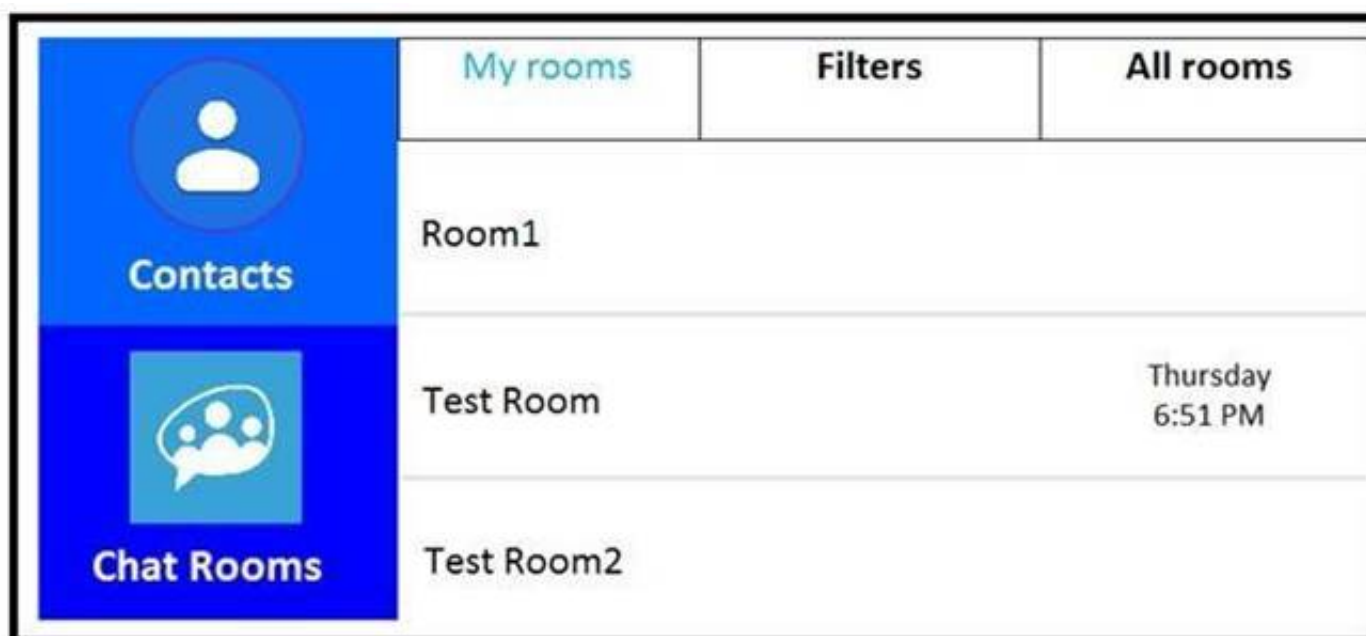 My rooms
Filters
All rooms
Contacts
Chat Rooms
Room1
Test Room
Thursday
6:51 PM
Test Room2